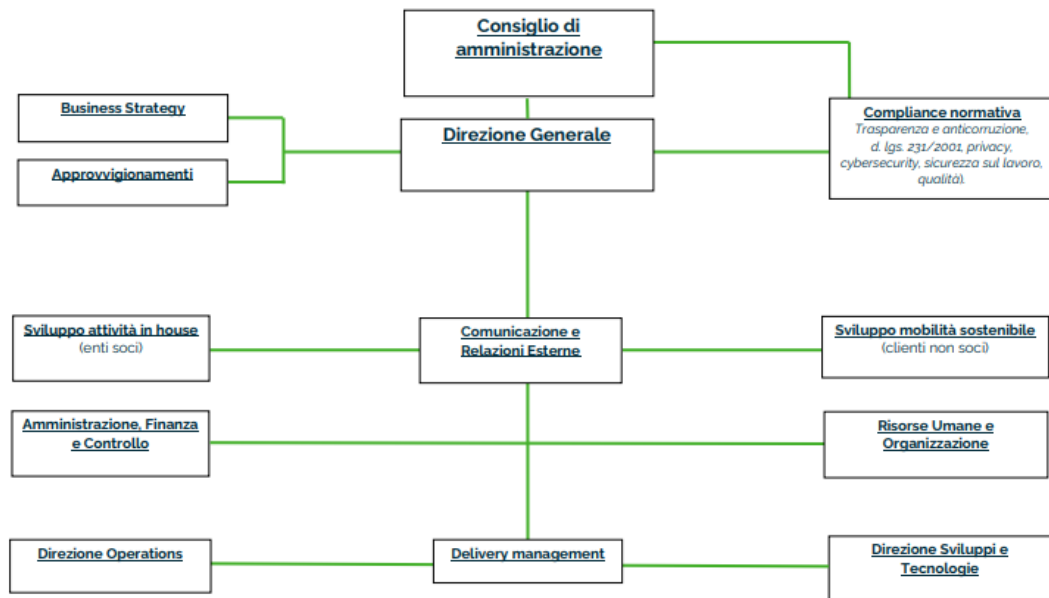 Consiglio di
amministrazione
Business Strategy
Compliance normativa
Trasparenza e anticorruzione,
d. lgs. 231/2001, privacy,
cybersecurity, sicurezza sul lavoro,
qualità).
Direzione Generale
Approvvigionamenti
Sviluppo attività in house
(enti soci)
Comunicazione e
Relazioni Esterne
Sviluppo mobilità sostenibile
(clienti non soci)
Amministrazione, Finanza
e Controllo
Risorse Umane e
Organizzazione
Direzione Operations
Delivery management
Direzione Sviluppi e
Tecnologie